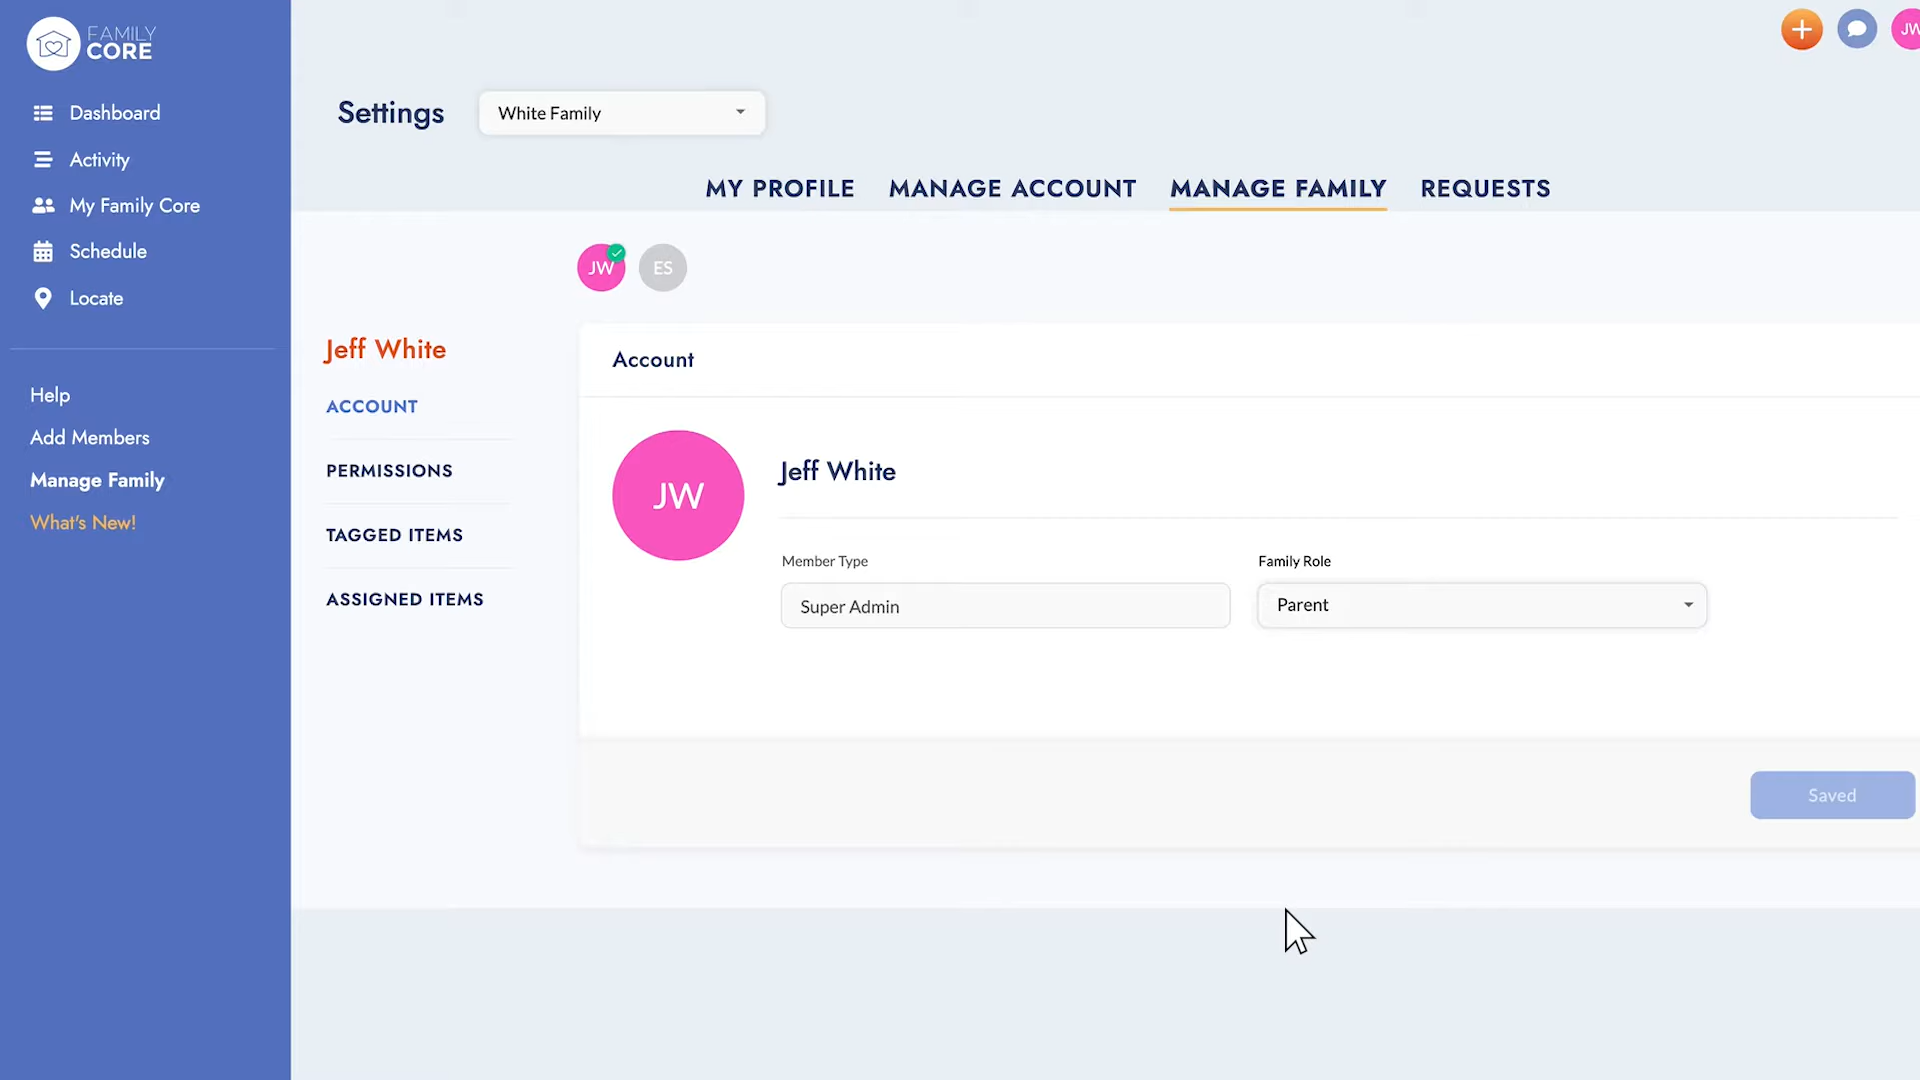 FAMILY
CORE
Dashboard
Activity
My Family Core
Schedule
Locate
Help
Add Members
Manage Family
What's New!
JW
Settings
White Family
MY PROFILE
MANAGE ACCOUNT
MANAGE FAMILY
REQUESTS
JW
ES
Jeff White
ACCOUNT
PERMISSIONS
TAGGED ITEMS
ASSIGNED ITEMS
Account
JW
Jeff White
Member Type
Super Admin
Family Role
Parent
Saved